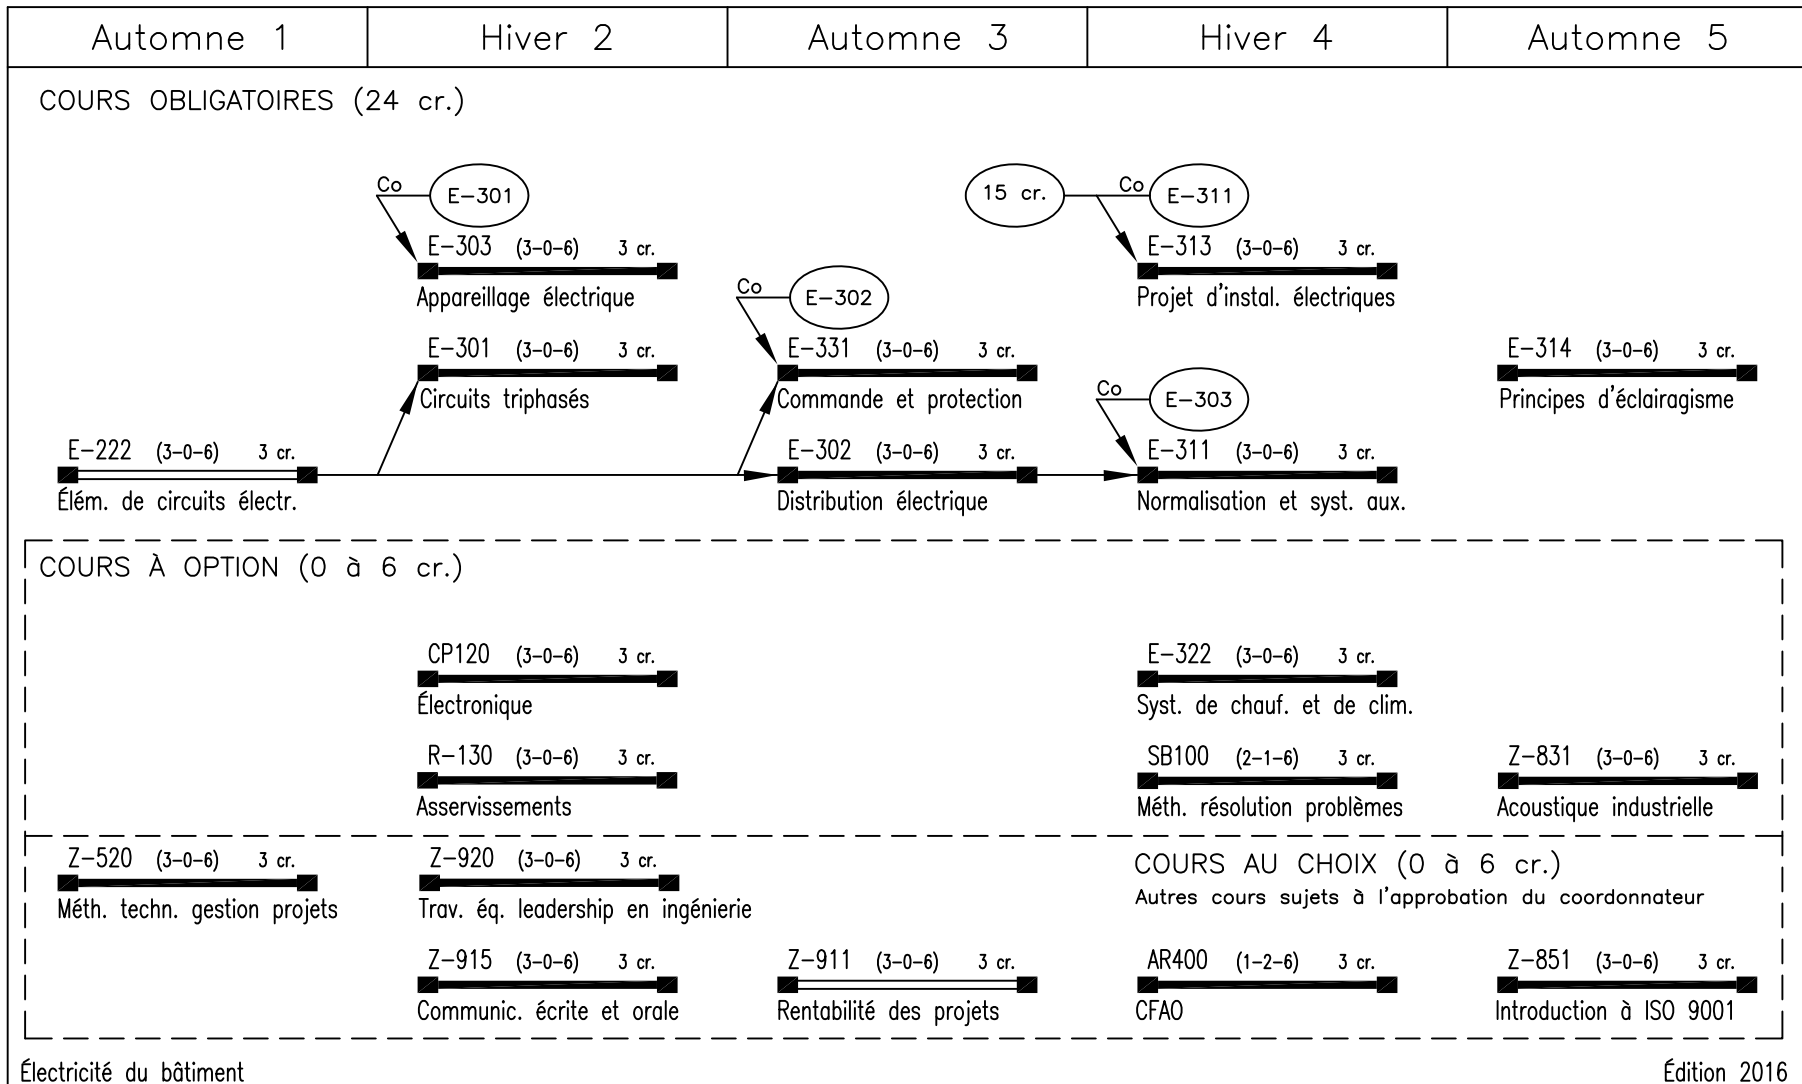 Automne 1 Hiver 2 Automne 3 Hiver 4 Automne 5
COURS OBLIGATOIRES (24 cr.)
Co E-301 15 cr. Co E-311
E-303 (3-0-6) 3 cr. E-313 (3-0-6) 3 cr.
Appareillage électrique Projet d'instal. électriques
Co E-302
E-301 (3-0-6) 3 cr. E-331 (3-0-6) 3 cr. E-314 (3-0-6) 3 cr.
Circuits triphasés Commande et protection Principes d'éclairagisme
Co E-303
E-222 (3-0-6) 3 cr. E-302 (3-0-6) 3 cr. E-311 (3-0-6) 3 cr.
Élém. de circuits électr. Distribution électrique Normalisation et syst. aux.
COURS À OPTION (0 à 6 cr.)
CP120 (3-0-6) 3 cr. E-322 (3-0-6) 3 cr.
Électronique Syst. de chauf. et de clim.
R-130 (3-0-6) 3 cr. SB100 (2-1-6) 3 cr. Z-831 (3-0-6) 3 cr.
Asservissements Méth. résolution problèmes Acoustique industrielle
Z-520 (3-0-6) 3 cr. Z-920 (3-0-6) 3 cr. COURS AU CHOIX (0 à 6 cr.)
Méth. techn. gestion projets Trav. éq. leadership en ingénierie Autres cours sujets à l'approbation du coordonnateur
Z-915 (3-0-6) 3 cr. Z-911 (3-0-6) 3 cr. AR400 (1-2-6) 3 cr. Z-851 (3-0-6) 3 cr.
Communic. écrite et orale Rentabilité des projets CFAO Introduction à ISO 9001
Électricité du bâtiment Édition 2016